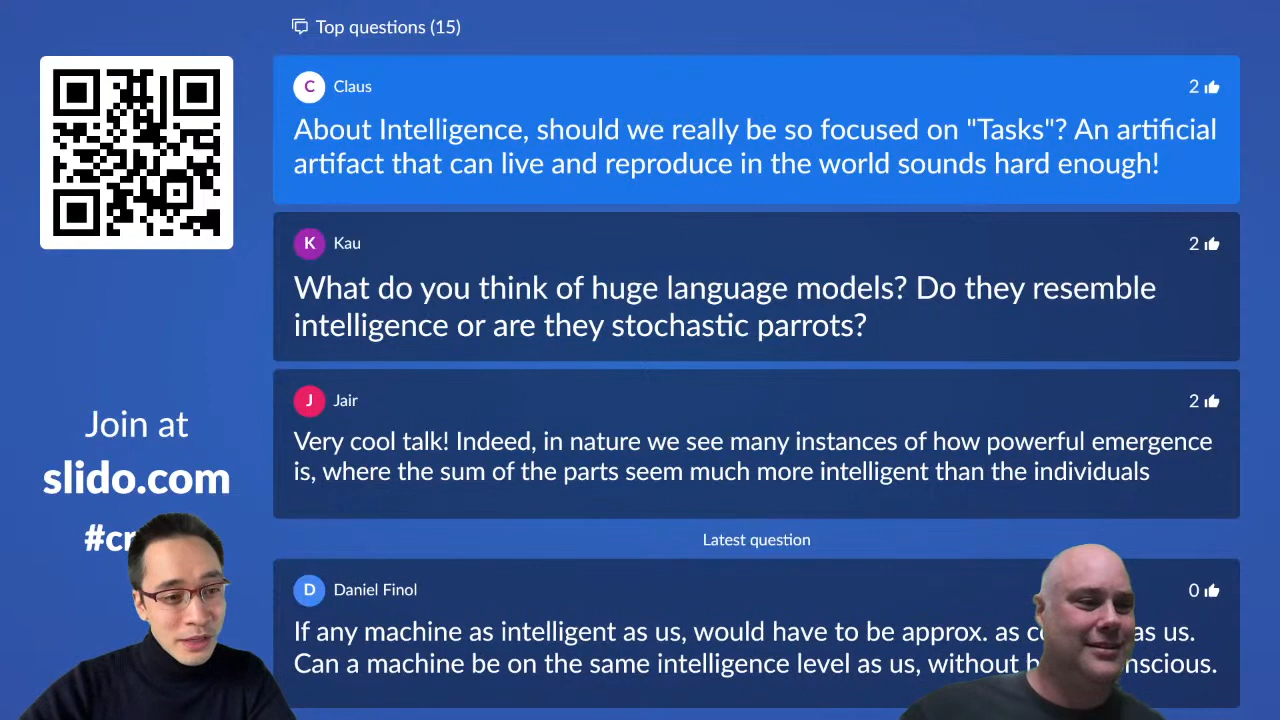 Top questions (15)
C Claus 2
About Intelligence, should we really be so focused on "Tasks"? An artificial
artifact that can live and reproduce in the world sounds hard enough!
K Kau 2
What do you think of huge language models? Do they resemble
intelligence or are they stochastic parrots?
J Jair 2
Very cool talk! Indeed, in nature we see many instances of how powerful emergence
is, where the sum of the parts seem much more intelligent than the individuals
Join at
slido.com
Latest question
D Daniel Finol 0
If any machine as intelligent as us, would have to be approx. as as us.
Can a machine be on the same intelligence level as us, without